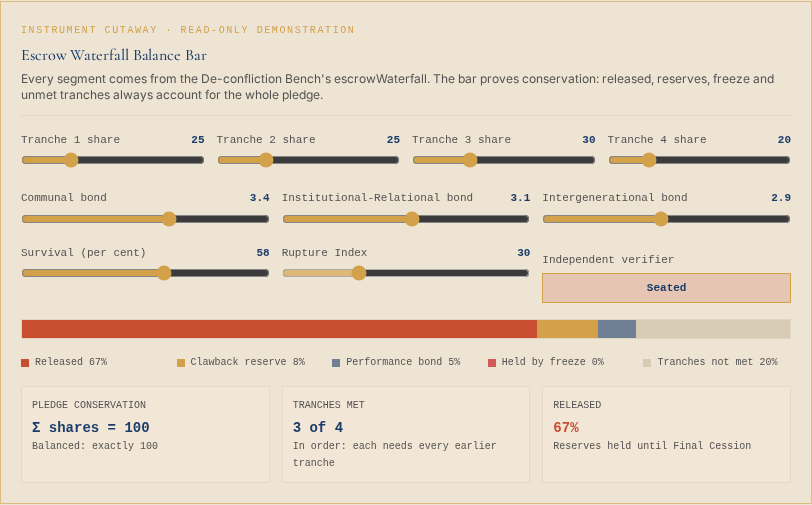 INSTRUMENT CUTAWAY · READ-ONLY DEMONSTRATION
Escrow Waterfall Balance Bar
Every segment comes from the De-confliction Bench's escrowWaterfall. The bar proves conservation: released, reserves, freeze and
unmet tranches always account for the whole pledge.
Tranche 1 share 25 Tranche 2 share 25 Tranche 3 share 30 Tranche 4 share 20
Communal bond 3.4 Institutional-Relational bond 3.1 Intergenerational bond 2.9
Survival (per cent) 58 Rupture Index 30 Independent verifier
Seated
Released 67% Clawback reserve 8% Performance bond 5% Held by freeze 0% Tranches not met 20%
PLEDGE CONSERVATION
Σ shares = 100
Balanced: exactly 100
TRANCHES MET
3 of 4
In order: each needs every earlier
tranche
RELEASED
67%
Reserves held until Final Cession